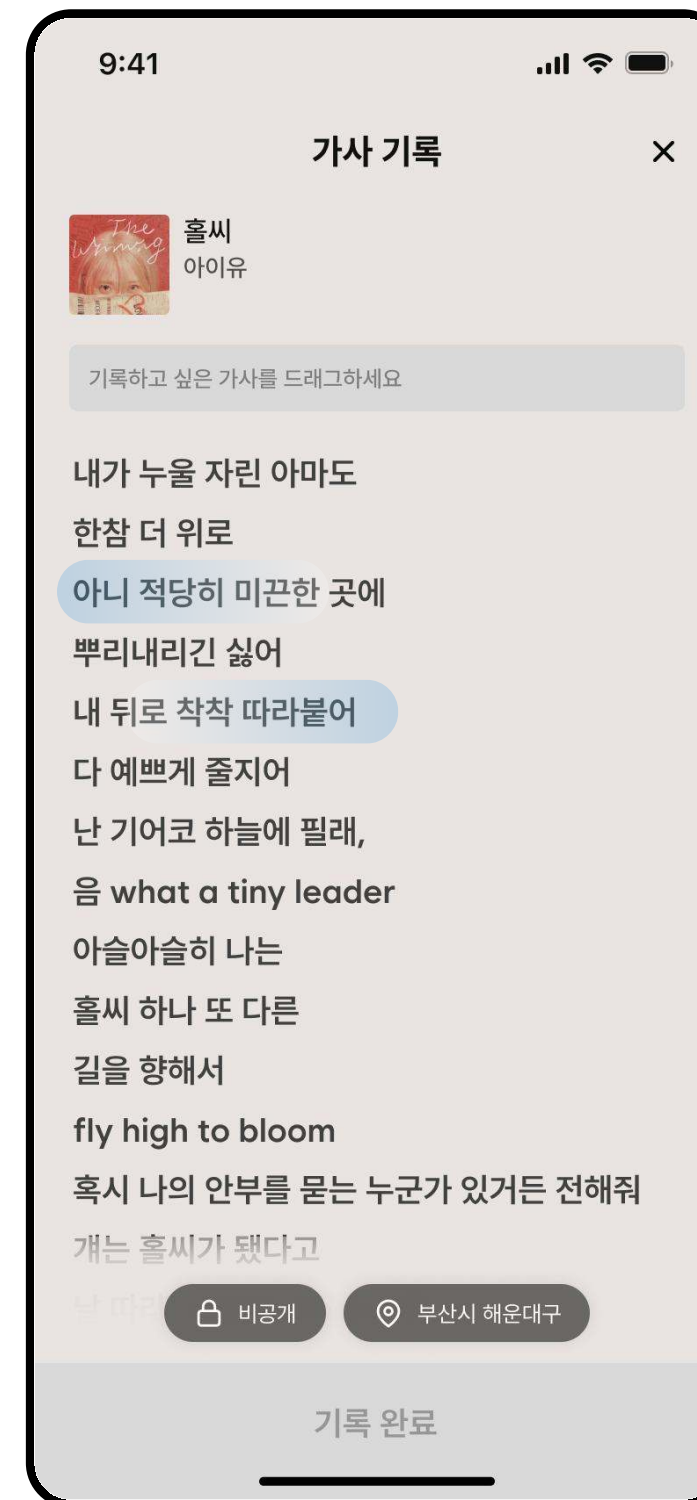 9:41
가사 기록
The
Winning
홀씨
아이유
기록하고 싶은 가사를 드래그하세요
내가 누울 자린 아마도
한참 더 위로
아니 적당히 미끈한 곳에
뿌리내리긴 싫어
내 뒤로 착착 따라붙어
다 예쁘게 줄지어
난 기어코 하늘에 필래,
음 what a tiny leader
아슬아슬히 나는
홀씨 하나 또 다른
길을 향해서
fly high to bloom
혹시 나의 안부를 묻는 누군가 있거든 전해줘
걔는 홀씨가 됐다고
날 따라
비공개
부산시 해운대구
기록 완료